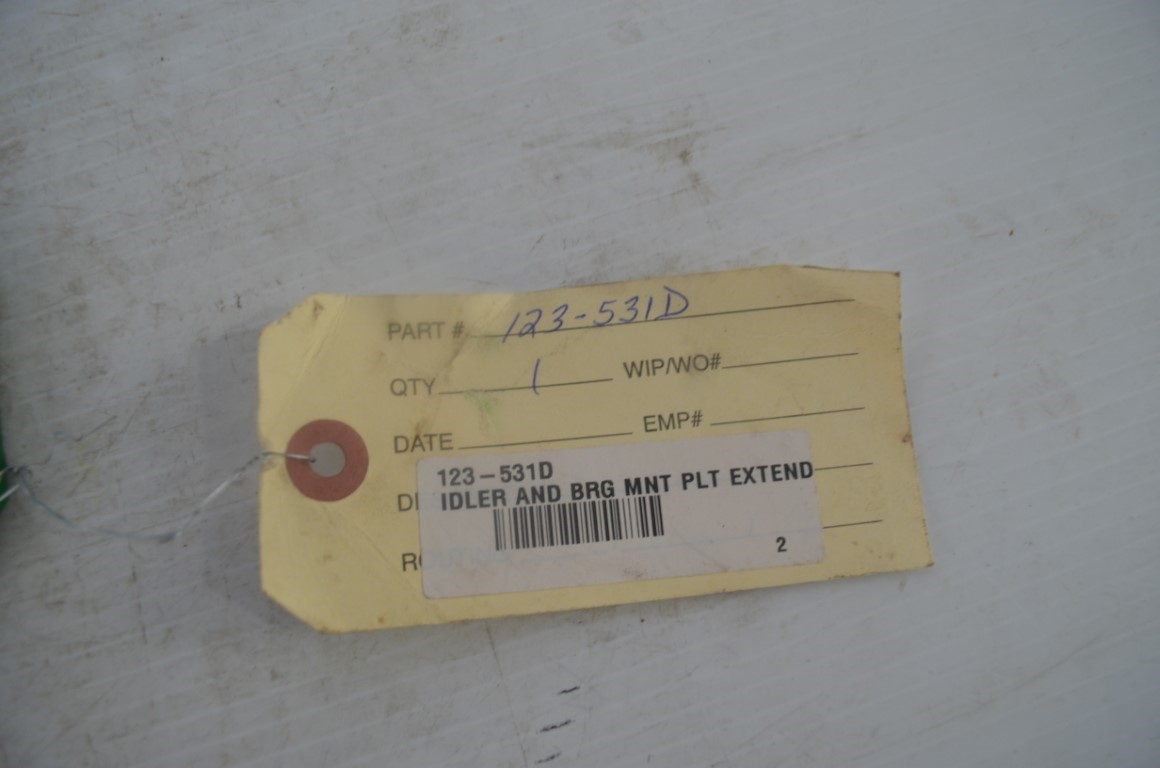 PART # 123-531D
QTY 1 WIP/WO#
DATE EMP#
123-531D
IDLER AND BRG MNT PLT EXTEND
2